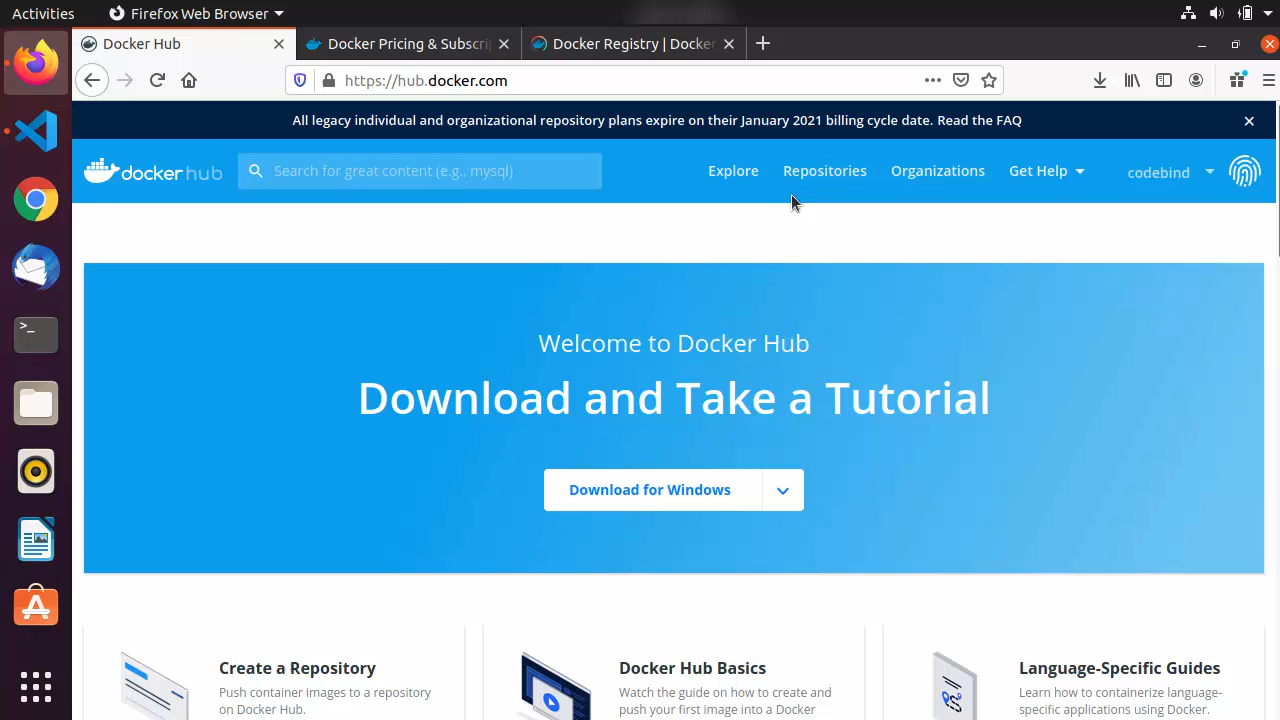 Activities
Firefox Web Browser
Docker Hub
Docker Pricing & Subscri
Docker Registry | Docker
https://hub.docker.com
All legacy individual and organizational repository plans expire on their January 2021 billing cycle date. Read the FAQ
docker hub
Search for great content (e.g., mysql)
Explore
Repositories
Organizations
Get Help
codebind
Welcome to Docker Hub
Download and Take a Tutorial
Download for Windows
Create a Repository
Push container images to a repository
on Docker Hub.
Docker Hub Basics
Watch the guide on how to create and
push your first image into a Docker
Language-Specific Guides
Learn how to containerize language-
specific applications using Docker.